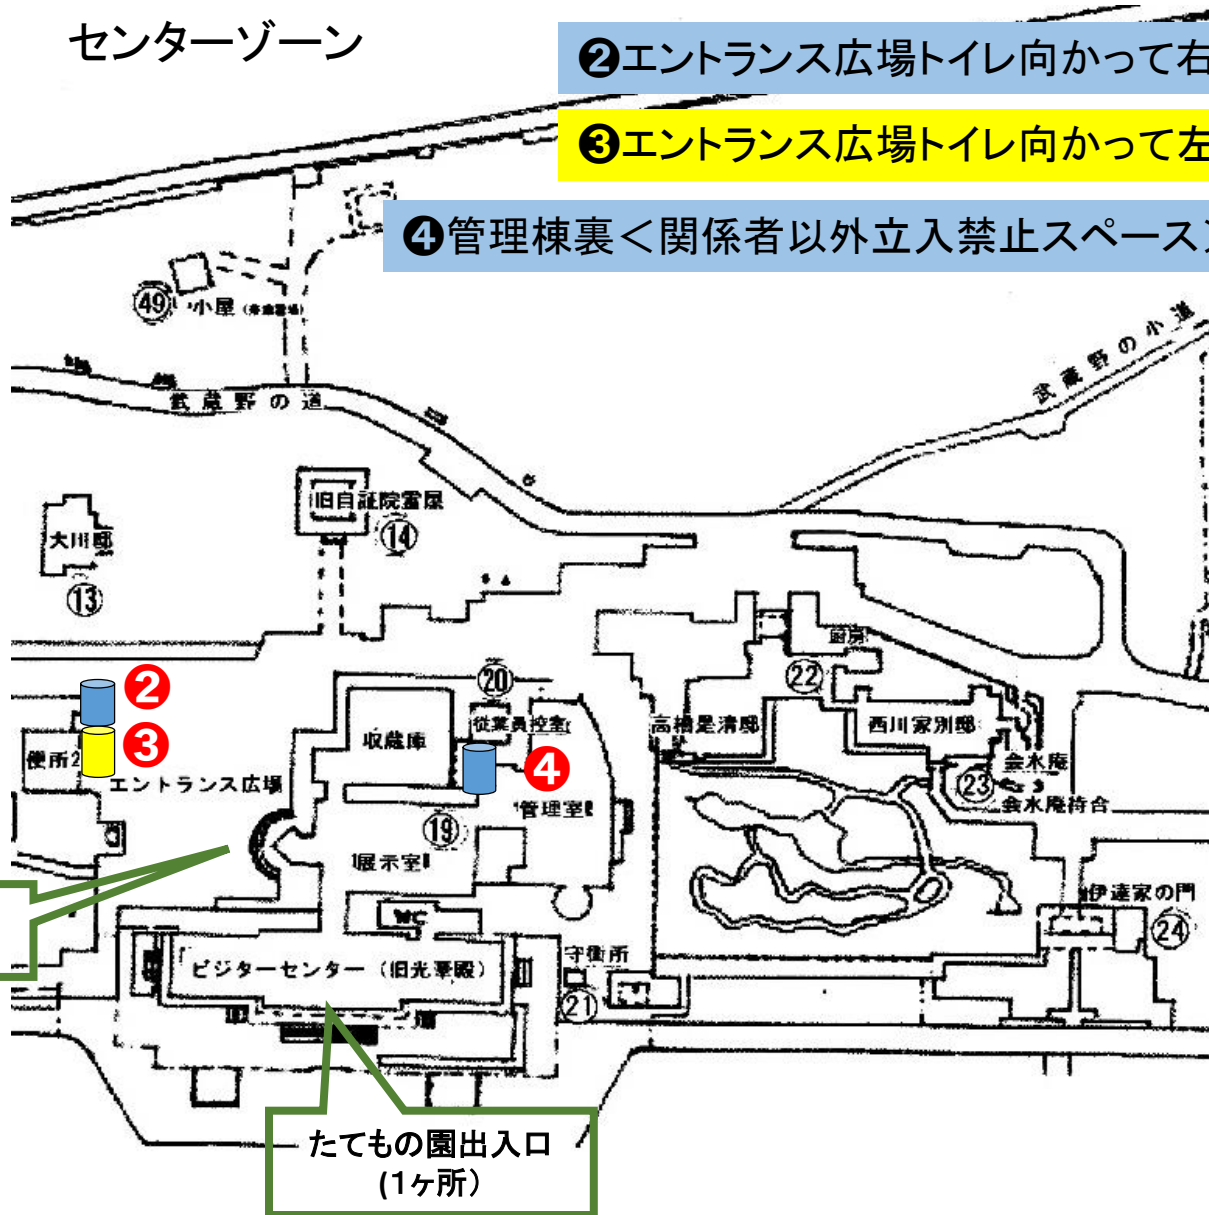 センターゾーン
❷エントランス広場トイレ向かって右
❸エントランス広場トイレ向かって左
❹管理棟裏＜関係者以外立入禁止スペース＞
㊾
小屋
武蔵野の道
武蔵野の小道
旧自証院霊屋
⑭
大川邸
⑬
❷
❸
便所2
エントランス広場
収蔵庫
⑳
従業員控室
❹
管理室
⑲
展示室
WC
ビジターセンター（旧光華殿）
守衛所
㉑
厨房
㉒
高橋是清邸
西川家別邸
㉓
会水庵
会水庵待合
伊達家の門
㉔
たてもの園出入口
(1ヶ所）